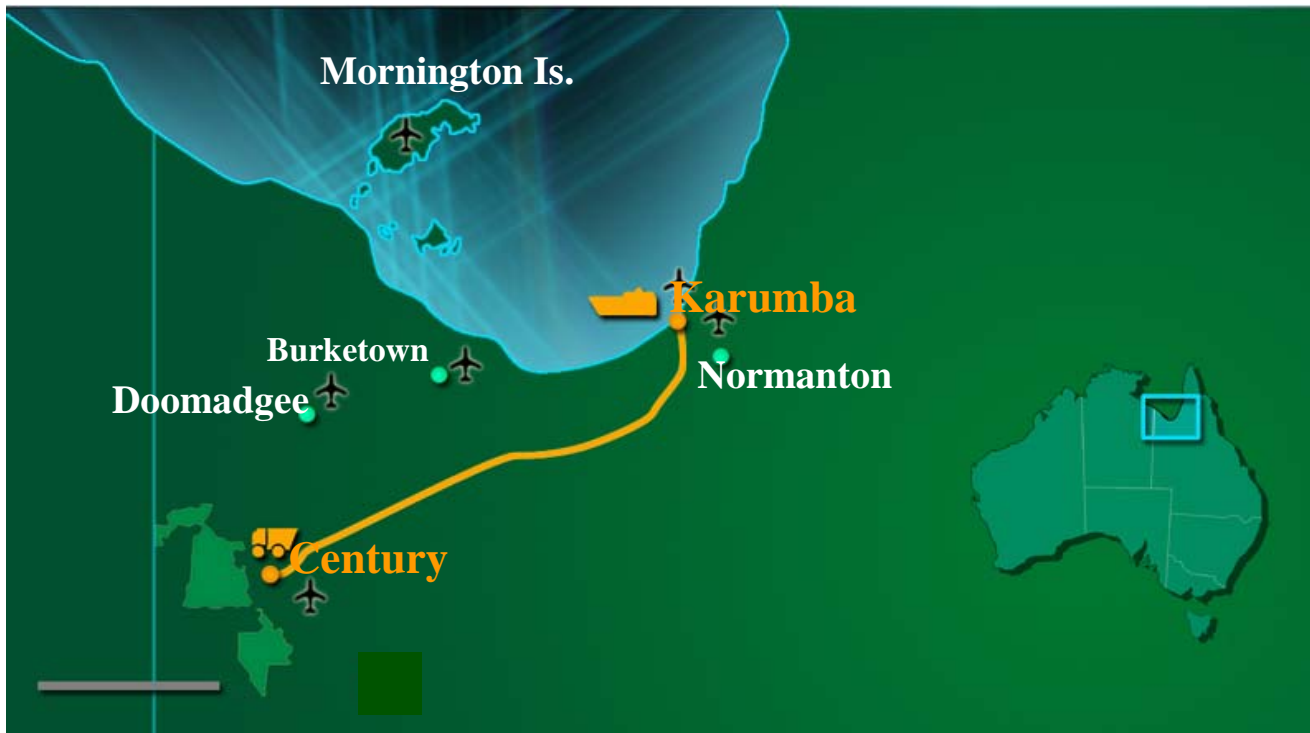 Mornington Is.
Karumba
Burketown
Normanton
Doomadgee
Century